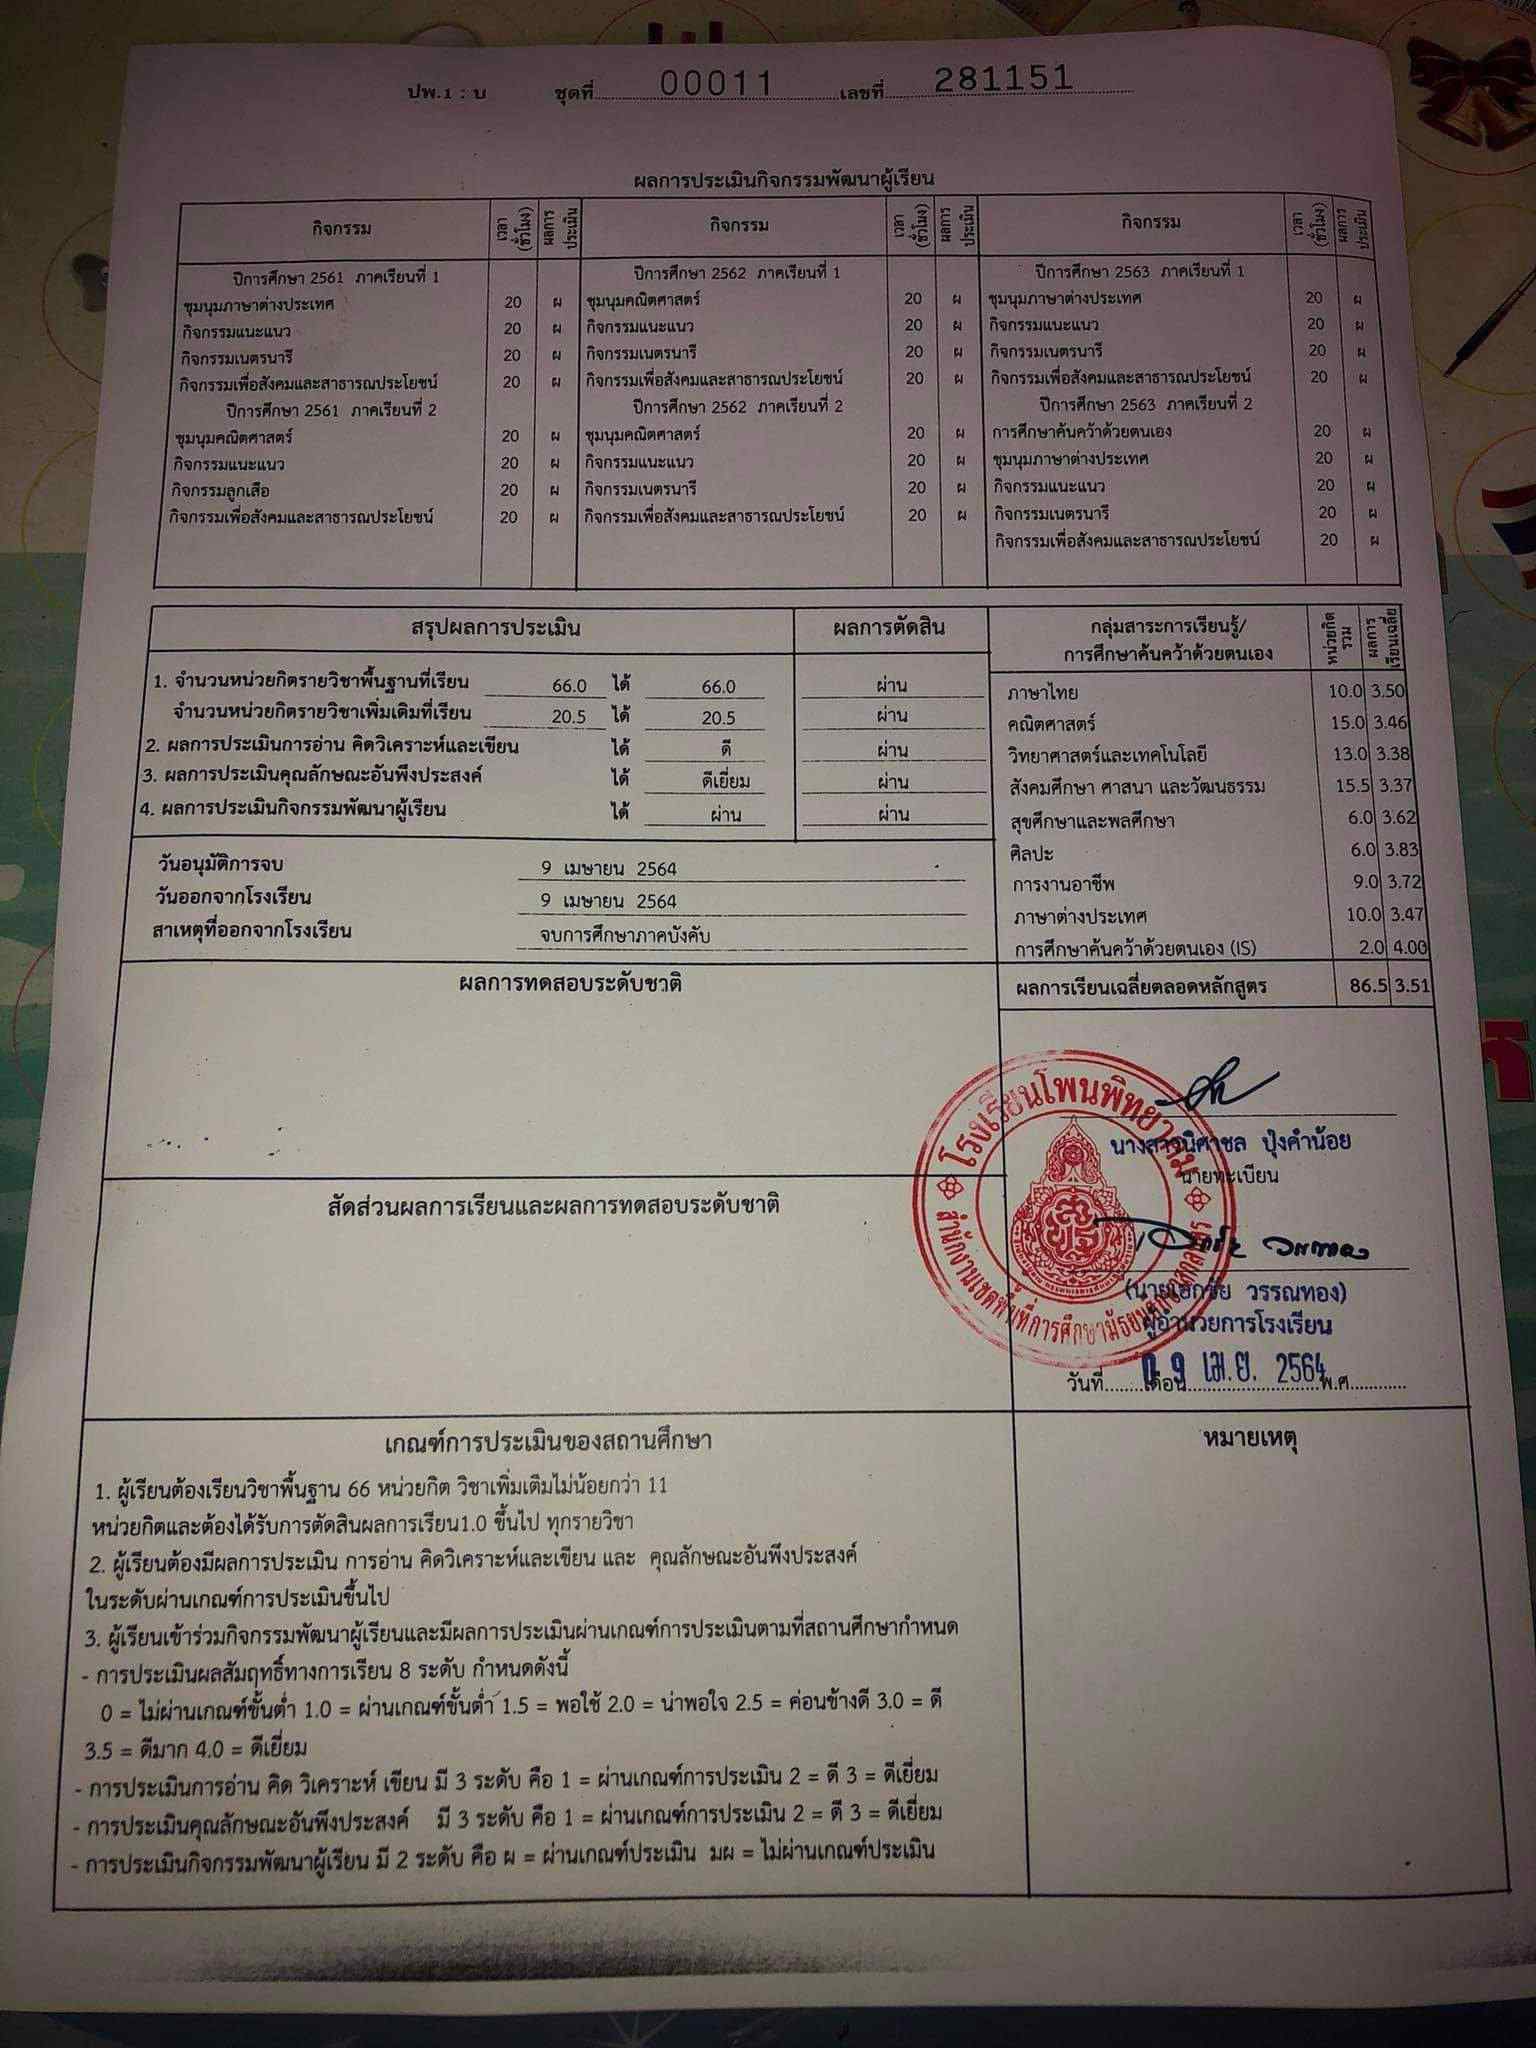 ปพ.1 : บ ชุดที่ 00011 เลขที่ 281151
ผลการประเมินกิจกรรมพัฒนาผู้เรียน
กิจกรรม เวลา (ชั่วโมง) ผลการประเมิน กิจกรรม เวลา (ชั่วโมง) ผลการประเมิน กิจกรรม เวลา (ชั่วโมง) ผลการประเมิน
ปีการศึกษา 2561 ภาคเรียนที่ 1 ปีการศึกษา 2562 ภาคเรียนที่ 1 ปีการศึกษา 2563 ภาคเรียนที่ 1
ชุมนุมภาษาต่างประเทศ 20 ผ ชุมนุมคณิตศาสตร์ 20 ผ ชุมนุมภาษาต่างประเทศ 20 ผ
กิจกรรมแนะแนว 20 ผ กิจกรรมแนะแนว 20 ผ กิจกรรมแนะแนว 20 ผ
กิจกรรมเนตรนารี 20 ผ กิจกรรมเนตรนารี 20 ผ กิจกรรมเนตรนารี 20 ผ
กิจกรรมเพื่อสังคมและสาธารณประโยชน์ 20 ผ กิจกรรมเพื่อสังคมและสาธารณประโยชน์ 20 ผ กิจกรรมเพื่อสังคมและสาธารณประโยชน์ 20 ผ
ปีการศึกษา 2561 ภาคเรียนที่ 2 ปีการศึกษา 2562 ภาคเรียนที่ 2 ปีการศึกษา 2563 ภาคเรียนที่ 2
ชุมนุมคณิตศาสตร์ 20 ผ ชุมนุมคณิตศาสตร์ 20 ผ การศึกษาค้นคว้าด้วยตนเอง 20 ผ
กิจกรรมแนะแนว 20 ผ กิจกรรมแนะแนว 20 ผ ชุมนุมภาษาต่างประเทศ 20 ผ
กิจกรรมลูกเสือ 20 ผ กิจกรรมเนตรนารี 20 ผ กิจกรรมแนะแนว 20 ผ
กิจกรรมเพื่อสังคมและสาธารณประโยชน์ 20 ผ กิจกรรมเพื่อสังคมและสาธารณประโยชน์ 20 ผ กิจกรรมเนตรนารี 20 ผ
กิจกรรมเพื่อสังคมและสาธารณประโยชน์ 20 ผ
สรุปผลการประเมิน ผลการตัดสิน
1. จำนวนหน่วยกิตรายวิชาพื้นฐานที่เรียน 66.0 ได้ 66.0 ผ่าน
จำนวนหน่วยกิตรายวิชาเพิ่มเติมที่เรียน 20.5 ได้ 20.5 ผ่าน
2. ผลการประเมินการอ่าน คิดวิเคราะห์และเขียน ได้ ดี ผ่าน
3. ผลการประเมินคุณลักษณะอันพึงประสงค์ ได้ ดีเยี่ยม ผ่าน
4. ผลการประเมินกิจกรรมพัฒนาผู้เรียน ได้ ผ่าน ผ่าน
วันอนุมัติการจบ 9 เมษายน 2564
วันออกจากโรงเรียน 9 เมษายน 2564
สาเหตุที่ออกจากโรงเรียน จบการศึกษาภาคบังคับ
กลุ่มสาระการเรียนรู้/ หน่วยกิตรวม ผลการเรียนเฉลี่ย
การศึกษาค้นคว้าด้วยตนเอง
ภาษาไทย 10.0 3.50
คณิตศาสตร์ 15.0 3.46
วิทยาศาสตร์และเทคโนโลยี 13.0 3.38
สังคมศึกษา ศาสนา และวัฒนธรรม 15.5 3.37
สุขศึกษาและพลศึกษา 6.0 3.62
ศิลปะ 6.0 3.83
การงานอาชีพ 9.0 3.72
ภาษาต่างประเทศ 10.0 3.47
การศึกษาค้นคว้าด้วยตนเอง (IS) 2.0 4.00
ผลการเรียนเฉลี่ยตลอดหลักสูตร 86.5 3.51
ผลการทดสอบระดับชาติ
สัดส่วนผลการเรียนและผลการทดสอบระดับชาติ
โรงเรียนโพนพิทยาคม
สำนักงานเขตพื้นที่การศึกษามัธยมศึกษาสกลนคร
นางสาวนิศาชล ปุ่งคำน้อย
นายทะเบียน
(นายเอกชัย วรรณทอง)
ผู้อำนวยการโรงเรียน
วันที่ 09 เดือน เม.ย. พ.ศ. 2564
เกณฑ์การประเมินของสถานศึกษา
1. ผู้เรียนต้องเรียนวิชาพื้นฐาน 66 หน่วยกิต วิชาเพิ่มเติมไม่น้อยกว่า 11
หน่วยกิตและต้องได้รับการตัดสินผลการเรียน1.0 ขึ้นไป ทุกรายวิชา
2. ผู้เรียนต้องมีผลการประเมิน การอ่าน คิดวิเคราะห์และเขียน และ คุณลักษณะอันพึงประสงค์
ในระดับผ่านเกณฑ์การประเมินขึ้นไป
3. ผู้เรียนเข้าร่วมกิจกรรมพัฒนาผู้เรียนและมีผลการประเมินผ่านเกณฑ์การประเมินตามที่สถานศึกษากำหนด
- การประเมินผลสัมฤทธิ์ทางการเรียน 8 ระดับ กำหนดดังนี้
0 = ไม่ผ่านเกณฑ์ขั้นต่ำ 1.0 = ผ่านเกณฑ์ขั้นต่ำ 1.5 = พอใช้ 2.0 = น่าพอใจ 2.5 = ค่อนข้างดี 3.0 = ดี
3.5 = ดีมาก 4.0 = ดีเยี่ยม
- การประเมินการอ่าน คิด วิเคราะห์ เขียน มี 3 ระดับ คือ 1 = ผ่านเกณฑ์การประเมิน 2 = ดี 3 = ดีเยี่ยม
- การประเมินคุณลักษณะอันพึงประสงค์ มี 3 ระดับ คือ 1 = ผ่านเกณฑ์การประเมิน 2 = ดี 3 = ดีเยี่ยม
- การประเมินกิจกรรมพัฒนาผู้เรียน มี 2 ระดับ คือ ผ = ผ่านเกณฑ์ประเมิน มผ = ไม่ผ่านเกณฑ์ประเมิน
หมายเหตุ